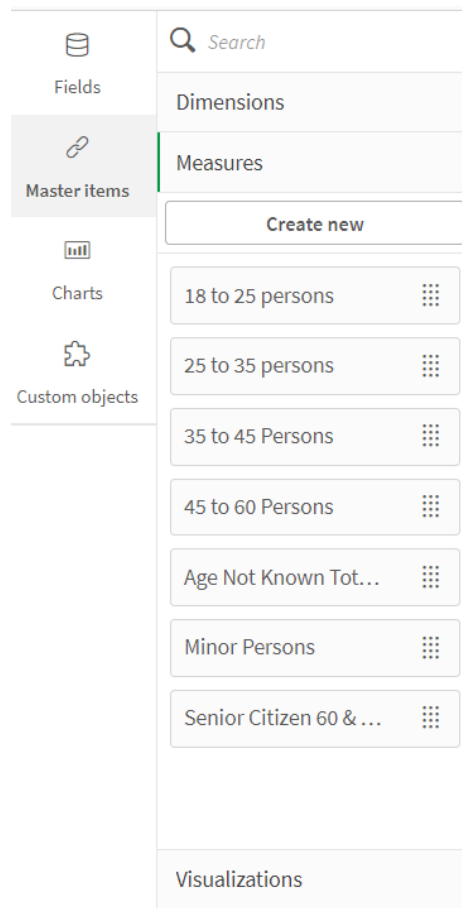 Fields
Master items
Charts
Custom objects
Search
Dimensions
Measures
Create new
18 to 25 persons
25 to 35 persons
35 to 45 Persons
45 to 60 Persons
Age Not Known Tot...
Minor Persons
Senior Citizen 60 & ...
Visualizations